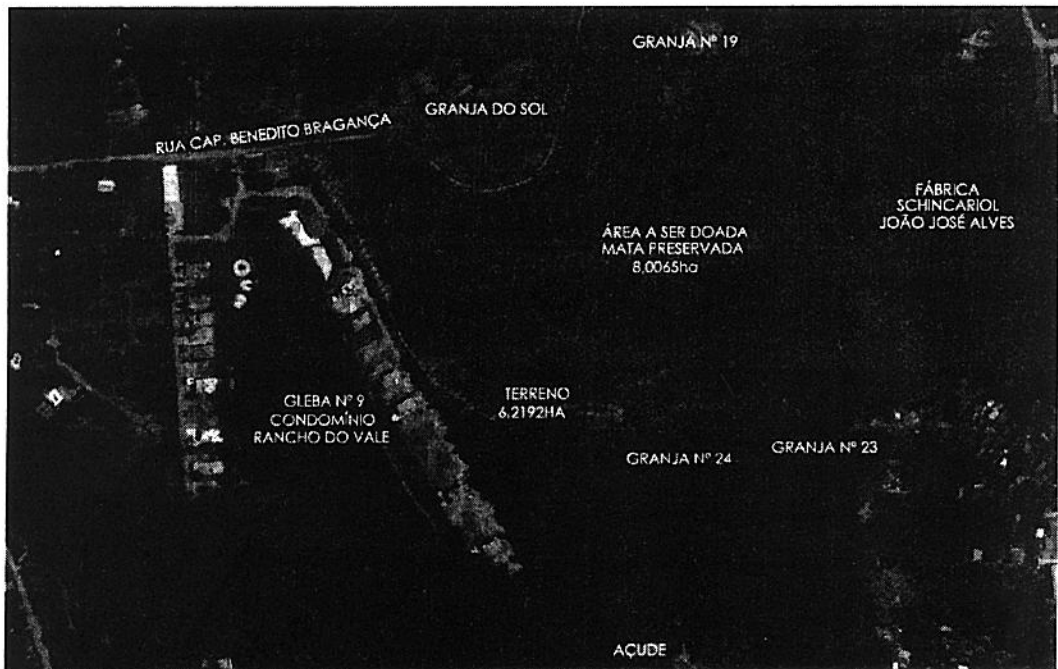 GRANJA Nº 19
GRANJA DO SOL
RUA CAP. BENEDITO BRAGANÇA
FÁBRICA
SCHINCARIOL
JOÃO JOSÉ ALVES
ÁREA A SER DOADA
MATA PRESERVADA
8,0065ha
TERRENO
6,2192HA
GLEBA Nº 9
CONDOMÍNIO
RANCHO DO VALE
GRANJA Nº 24
GRANJA Nº 23
AÇUDE